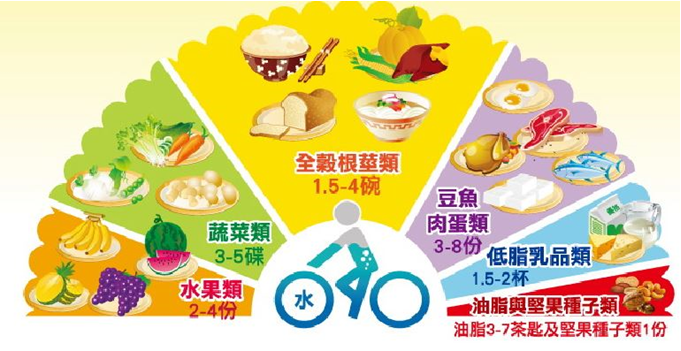 全穀根莖類
1.5-4碗
蔬菜類
3-5碟
水果類
2-4份
豆魚
肉蛋類
3-8份
低脂乳品類
1.5-2杯
油脂與堅果種子類
油脂3-7茶匙及堅果種子類1份
水